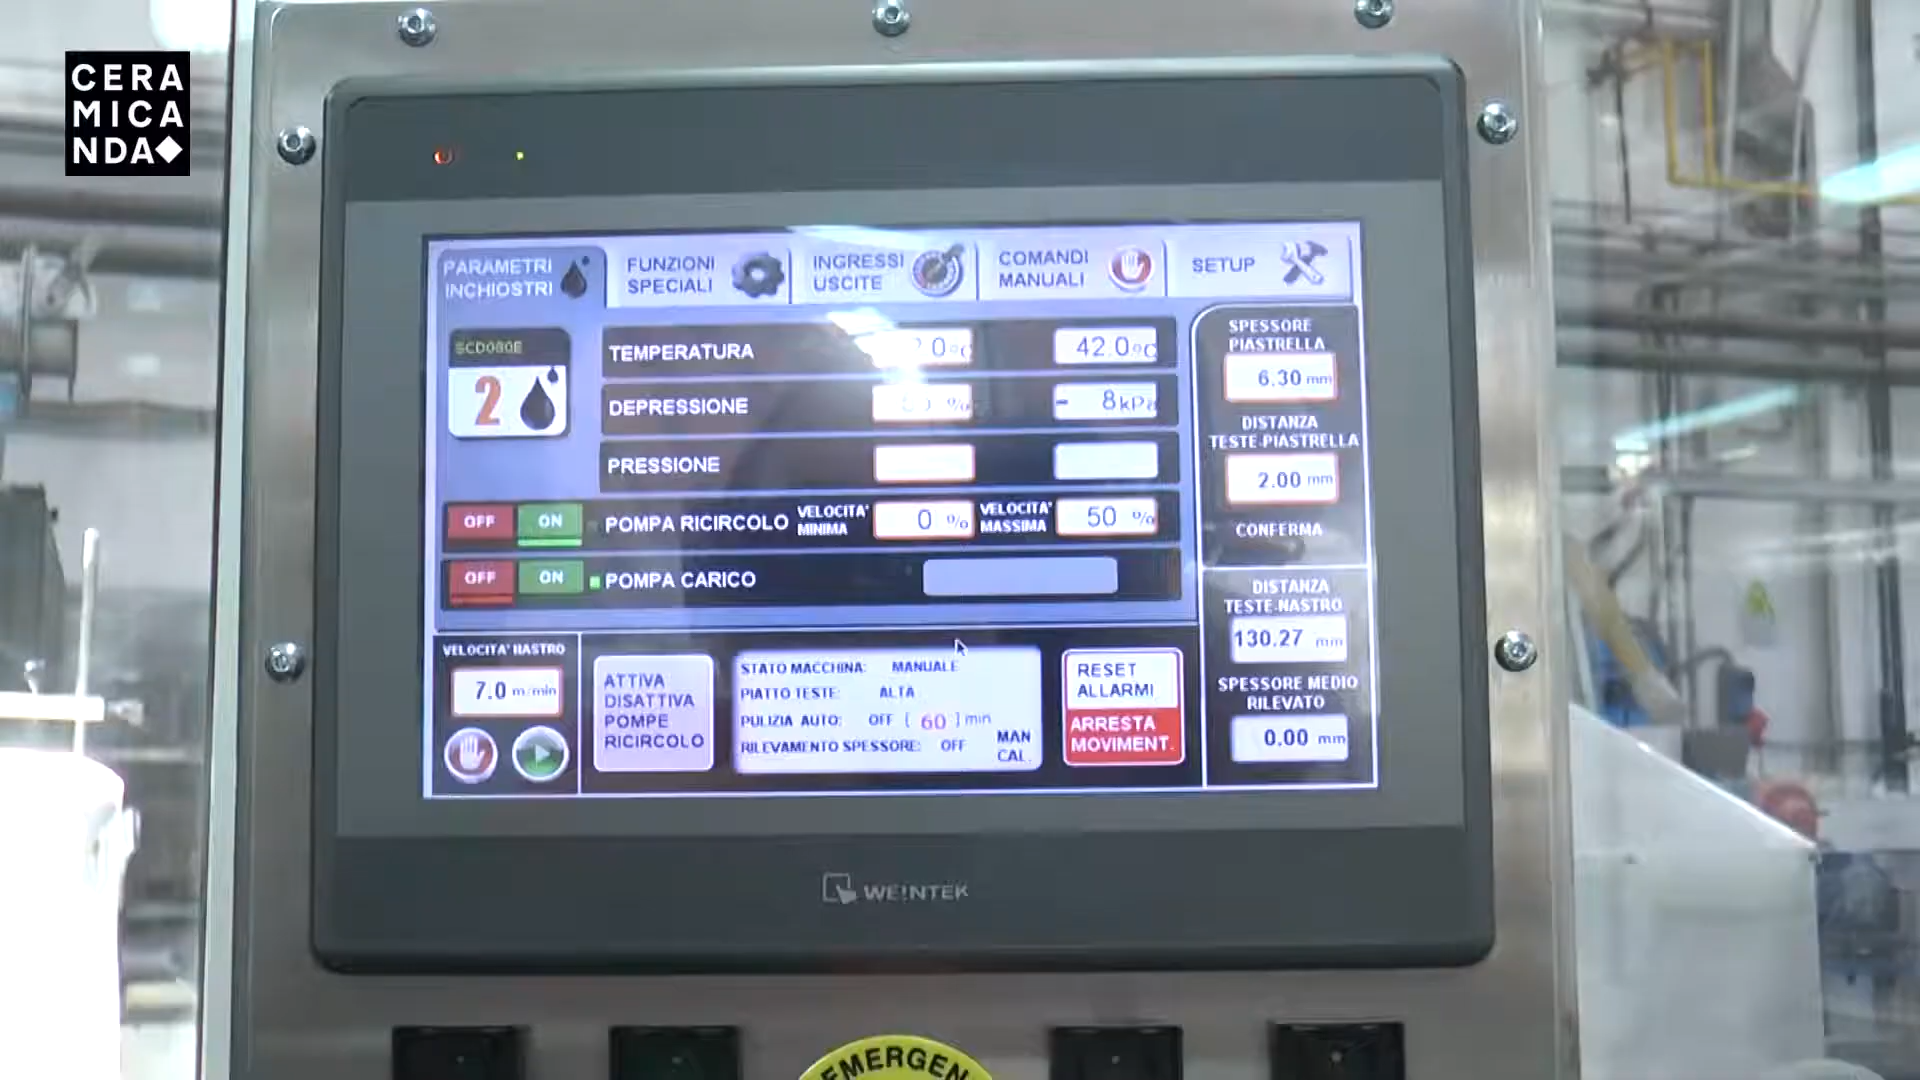 CERA
MICA
NDA
PARAMETRI
INCHIOSTRI
FUNZIONI
SPECIALI
INGRESSI
USCITE
COMANDI
MANUALI
SETUP
2
TEMPERATURA
42.0°C
DEPRESSIONE
%
- 8 kPa
PRESSIONE
OFF ON POMPA RICIRCOLO
VELOCITA'
MINIMA
0 %
VELOCITA'
MASSIMA
50 %
OFF ON POMPA CARICO
SPESSORE
PIASTRELLA
6.30 mm
DISTANZA
TESTE-PIASTRELLA
2.00 mm
CONFERMA
DISTANZA
TESTE-NASTRO
130.27 mm
SPESSORE MEDIO
RILEVATO
0.00 mm
VELOCITA' NASTRO
7.0 m/min
ATTIVA
DISATTIVA
POMPE
RICIRCOLO
STATO MACCHINA: MANUALE
PIATTO TESTE: ALTA
PULIZIA AUTO: OFF [ 60 ] min
RILEVAMENTO SPESSORE: OFF
MAN
CAL.
RESET
ALLARMI
ARRESTA
MOVIMENT.
WEINTEK
EMERGEN